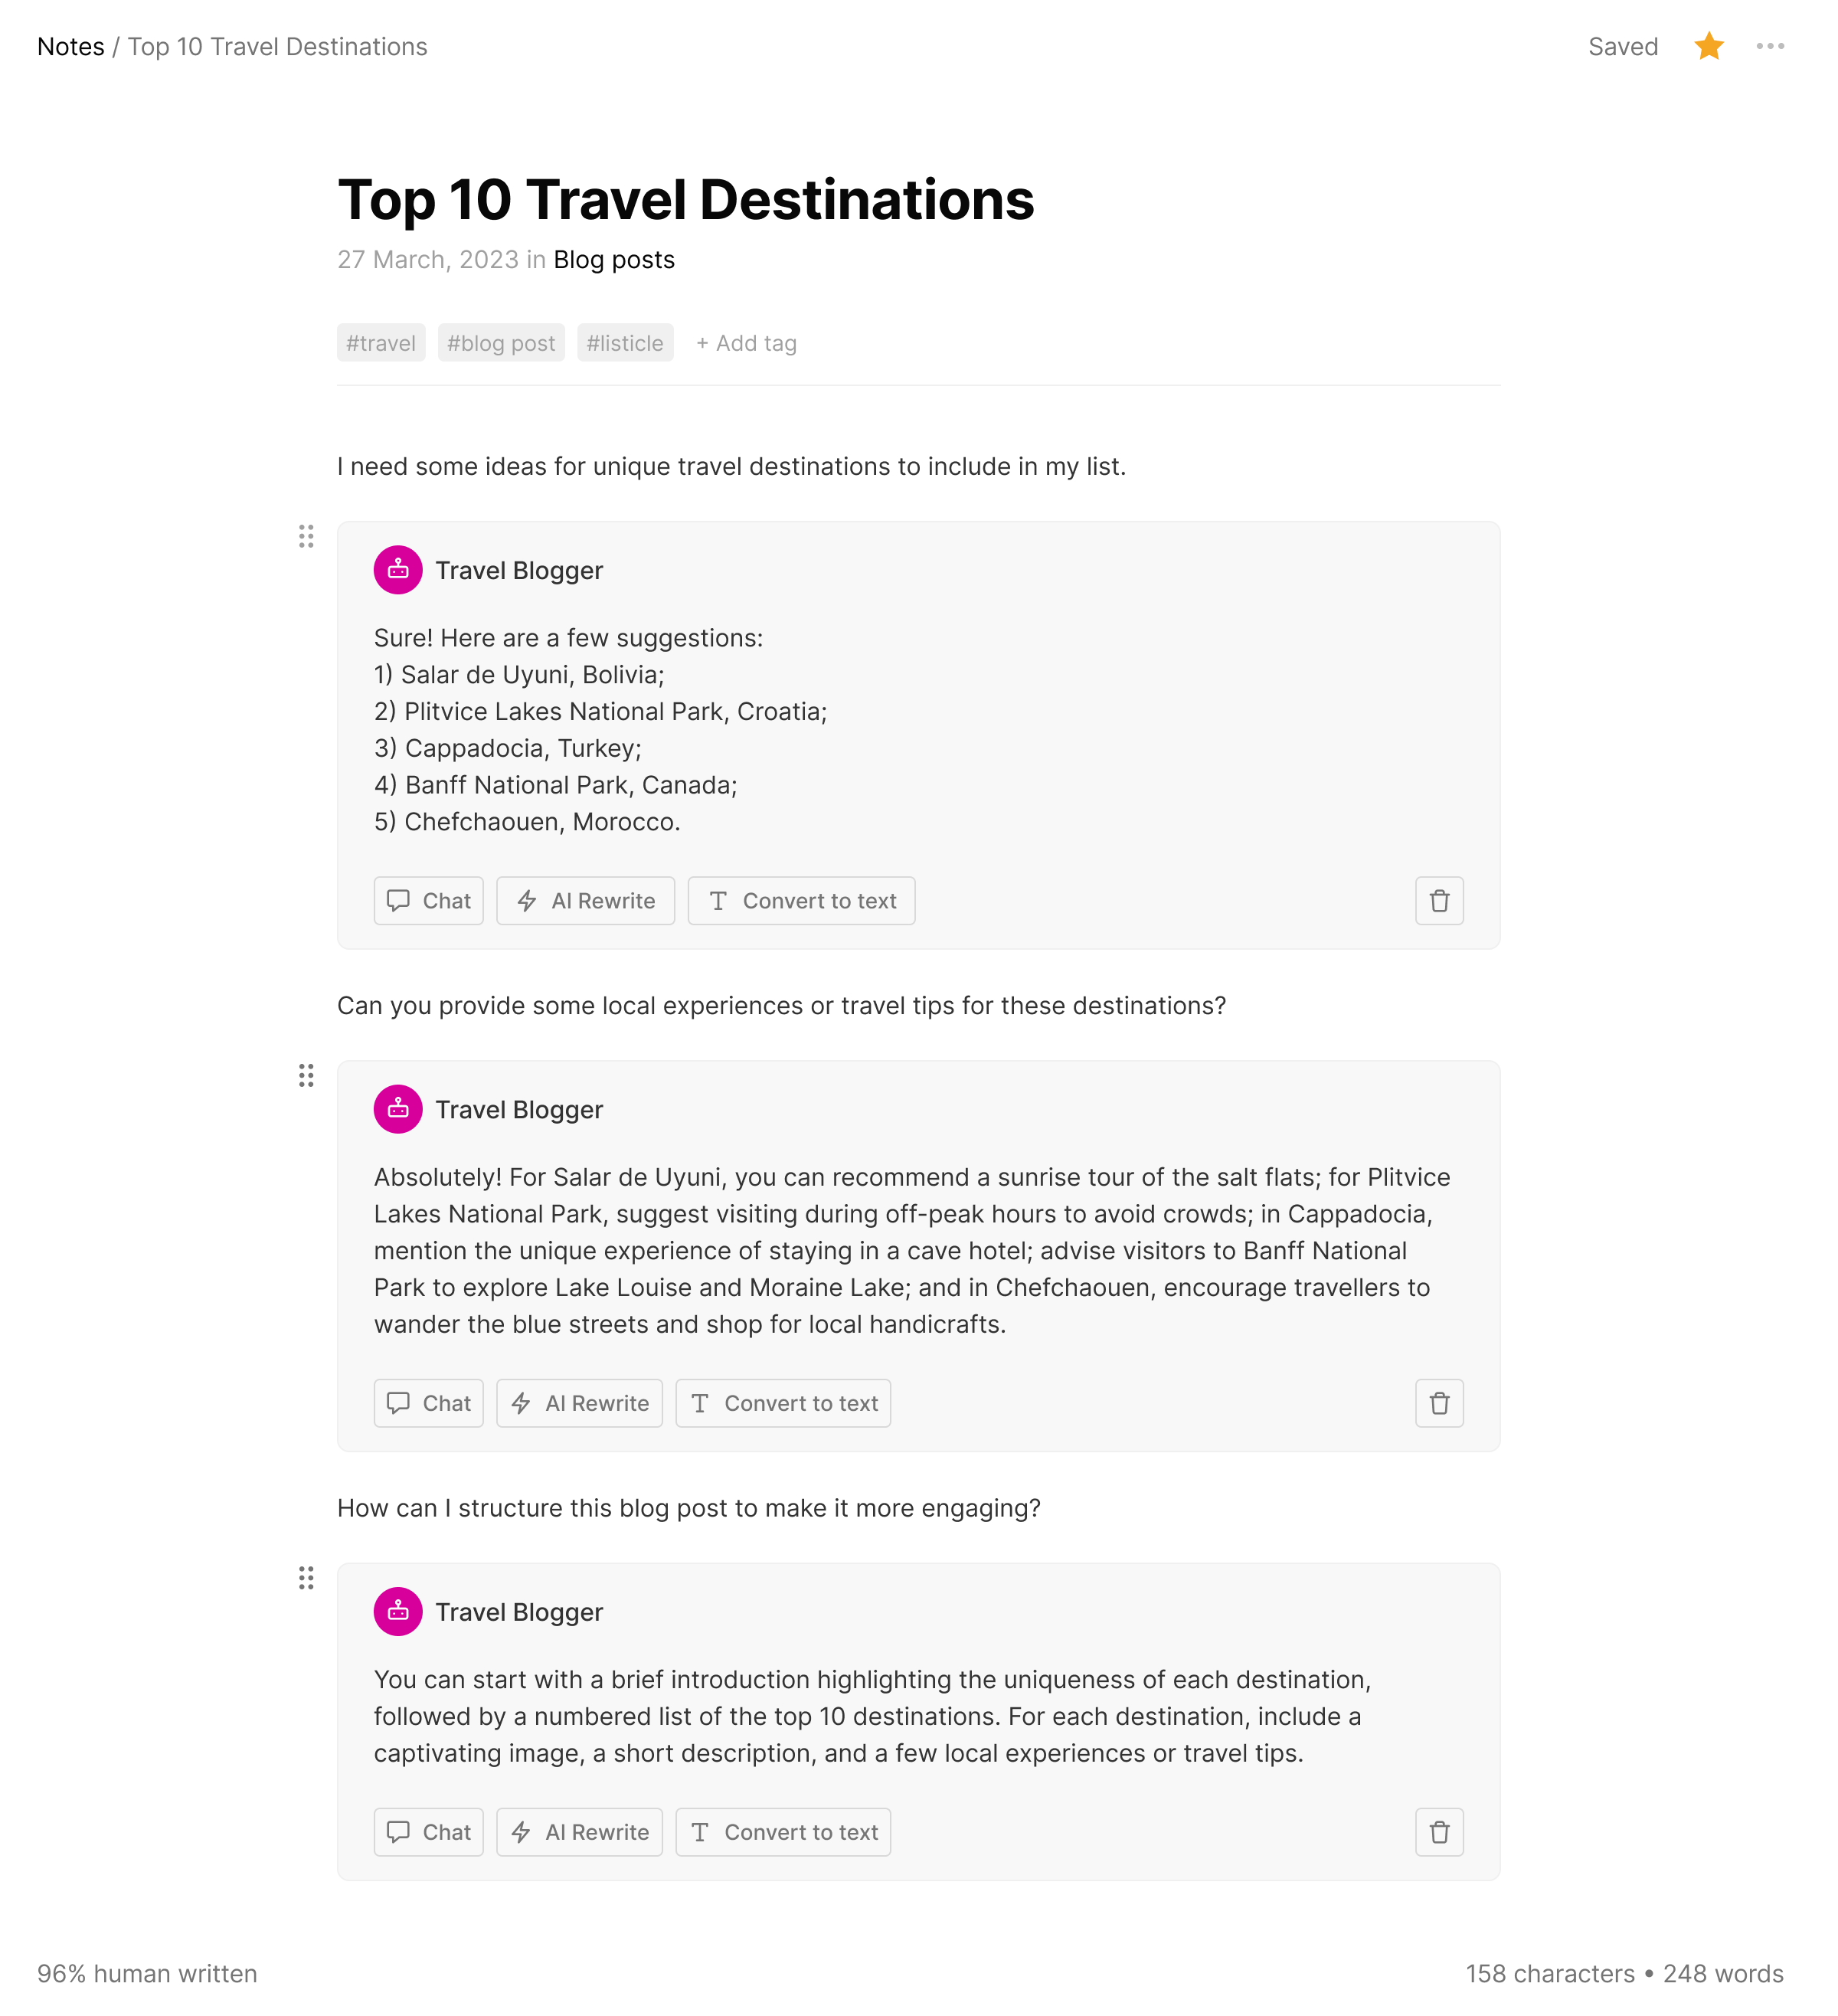 Notes / Top 10 Travel Destinations
Saved
Top 10 Travel Destinations
27 March, 2023 in Blog posts
#travel #blog post #listicle + Add tag
I need some ideas for unique travel destinations to include in my list.
Travel Blogger
Sure! Here are a few suggestions:
1) Salar de Uyuni, Bolivia;
2) Plitvice Lakes National Park, Croatia;
3) Cappadocia, Turkey;
4) Banff National Park, Canada;
5) Chefchaouen, Morocco.
Chat AI Rewrite Convert to text
Can you provide some local experiences or travel tips for these destinations?
Travel Blogger
Absolutely! For Salar de Uyuni, you can recommend a sunrise tour of the salt flats; for Plitvice
Lakes National Park, suggest visiting during off-peak hours to avoid crowds; in Cappadocia,
mention the unique experience of staying in a cave hotel; advise visitors to Banff National
Park to explore Lake Louise and Moraine Lake; and in Chefchaouen, encourage travellers to
wander the blue streets and shop for local handicrafts.
Chat AI Rewrite Convert to text
How can I structure this blog post to make it more engaging?
Travel Blogger
You can start with a brief introduction highlighting the uniqueness of each destination,
followed by a numbered list of the top 10 destinations. For each destination, include a
captivating image, a short description, and a few local experiences or travel tips.
Chat AI Rewrite Convert to text
96% human written
158 characters • 248 words